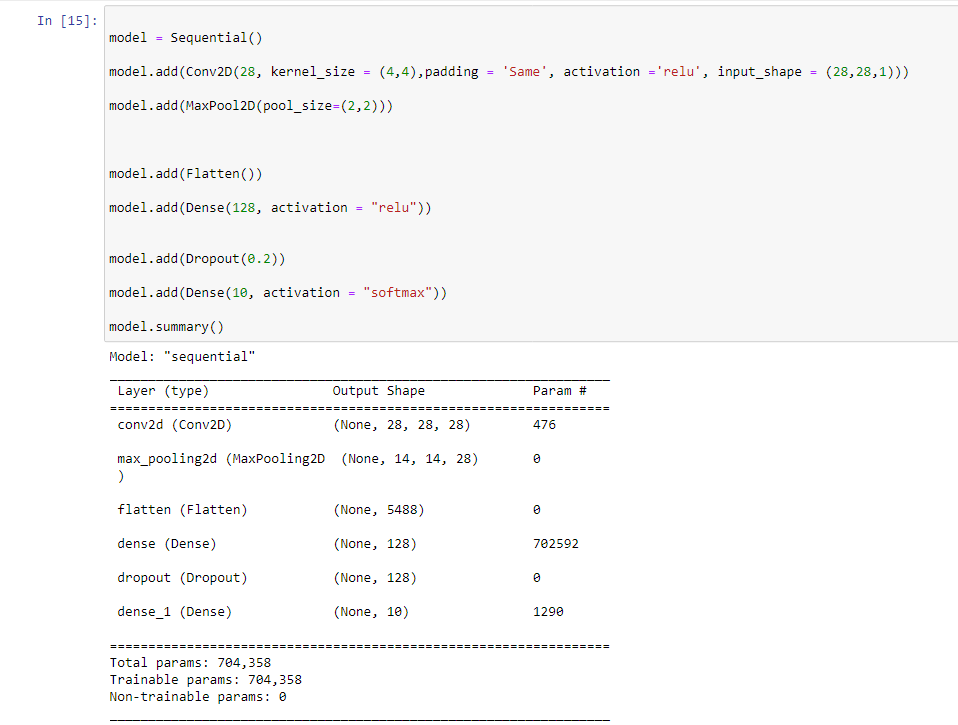 In [15]:
model = Sequential()
model.add(Conv2D(28, kernel_size = (4,4),padding = 'Same', activation ='relu', input_shape = (28,28,1)))
model.add(MaxPool2D(pool_size=(2,2)))
model.add(Flatten())
model.add(Dense(128, activation = "relu"))
model.add(Dropout(0.2))
model.add(Dense(10, activation = "softmax"))
model.summary()
Model: "sequential"
_________________________________________________________________
Layer (type) Output Shape Param #
=================================================================
conv2d (Conv2D) (None, 28, 28, 28) 476
max_pooling2d (MaxPooling2D (None, 14, 14, 28) 0
)
flatten (Flatten) (None, 5488) 0
dense (Dense) (None, 128) 702592
dropout (Dropout) (None, 128) 0
dense_1 (Dense) (None, 10) 1290
=================================================================
Total params: 704,358
Trainable params: 704,358
Non-trainable params: 0
_________________________________________________________________